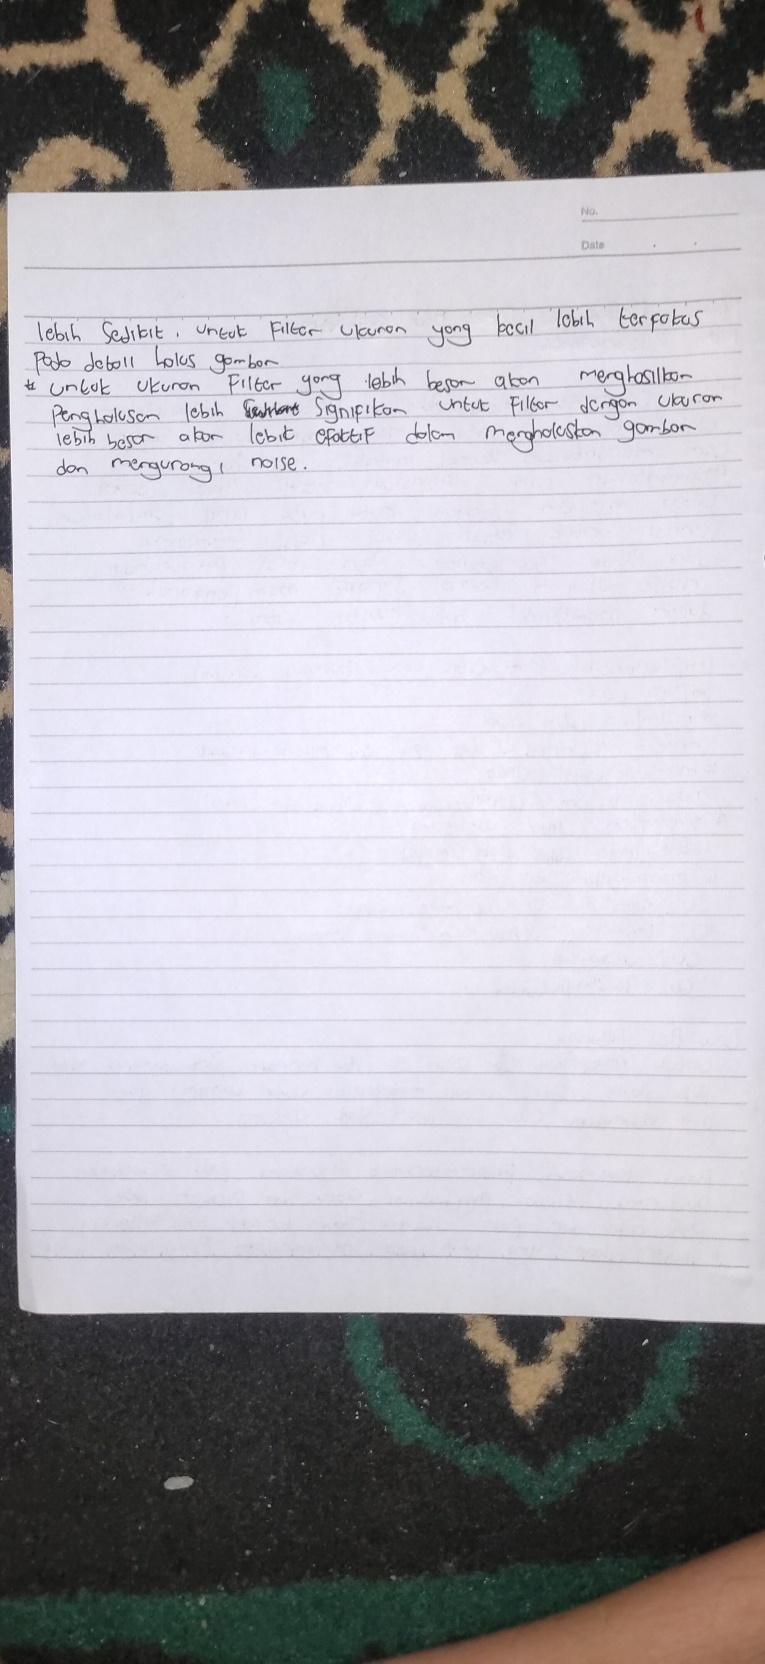 No.
Date
lebih Sedikit. untuk Filter ukuran yang kecil lebih terfokus
pada detail halus gambar
* untuk ukuran Filter yang lebih besar akan menghasilkan
Penghalusan lebih Signifikan untuk Filter dengan ukuran
lebih besar akan lebih efektif dalam menghaluskan gambar
dan mengurangi noise.